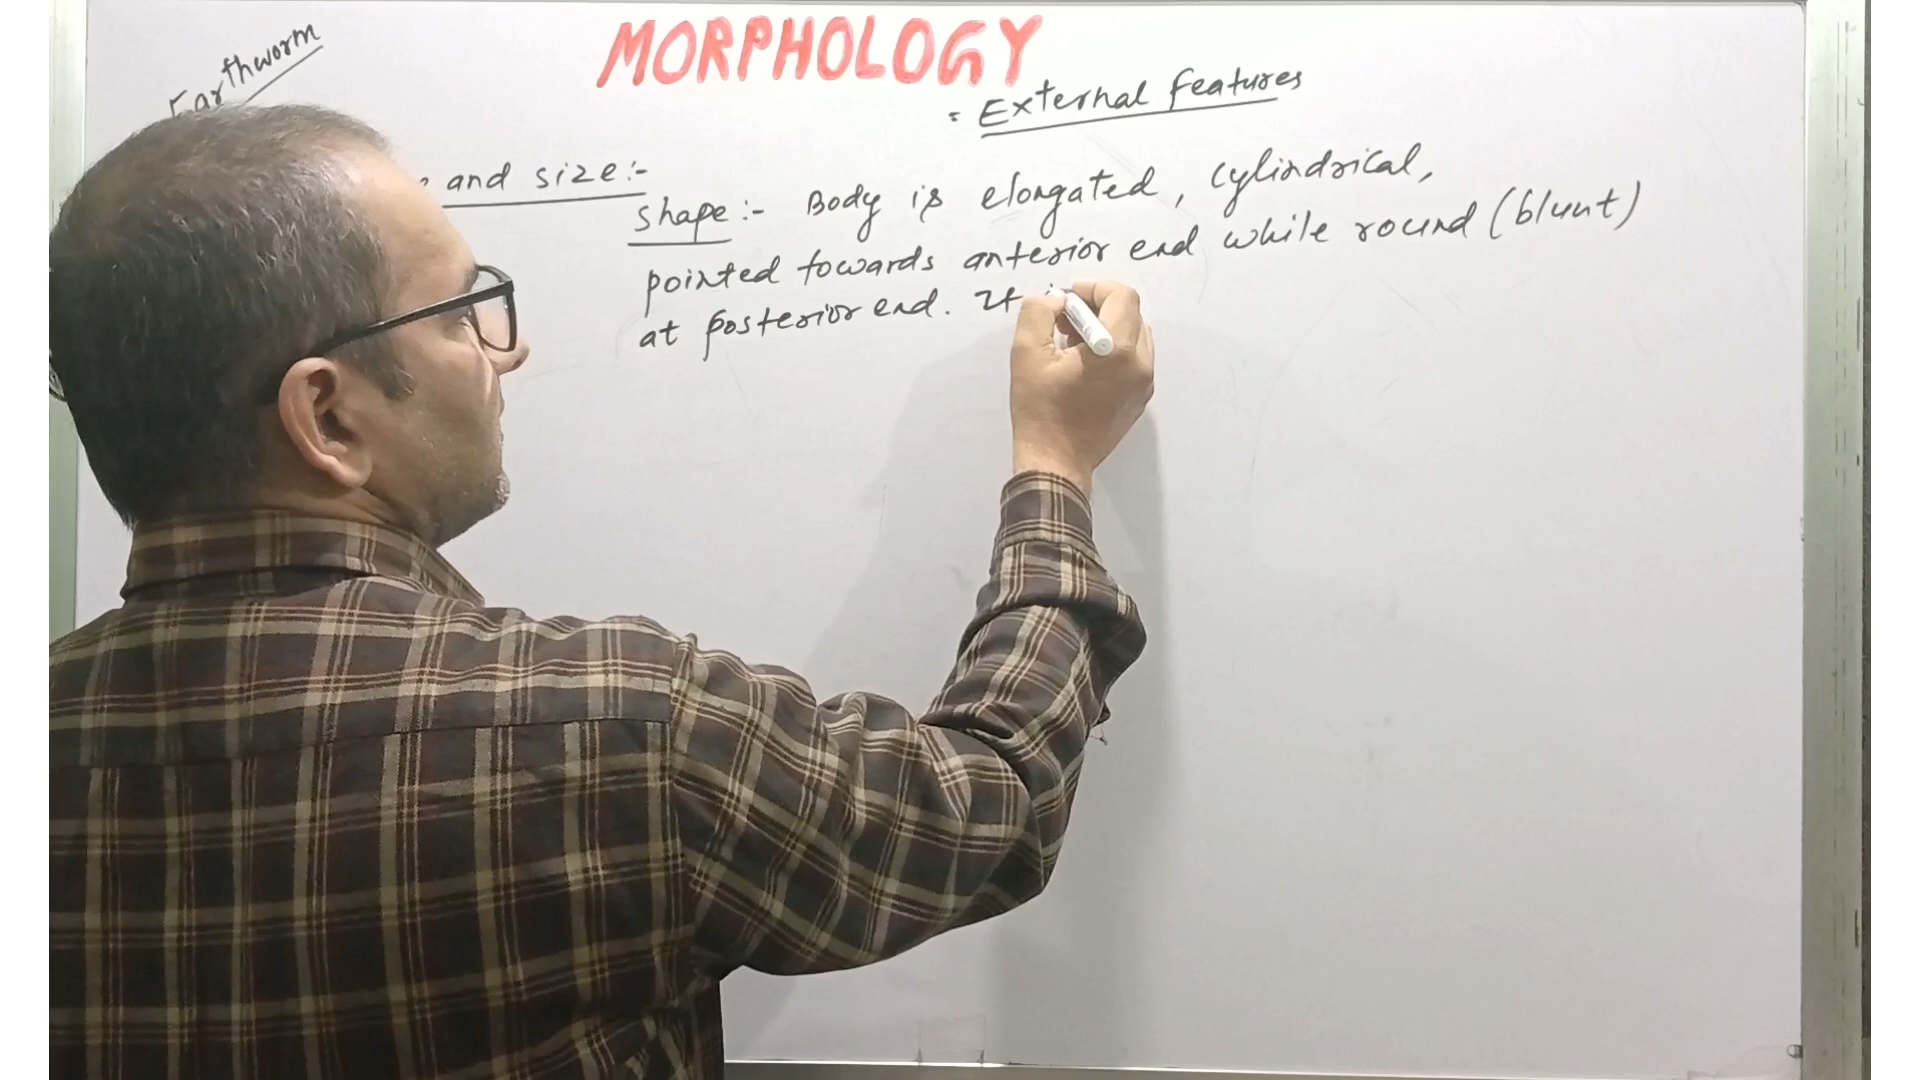 Earthworm
MORPHOLOGY
= External features
and size :-
shape :- Body is elongated, cylindrical,
pointed towards anterior end while round (blunt)
at posterior end. It